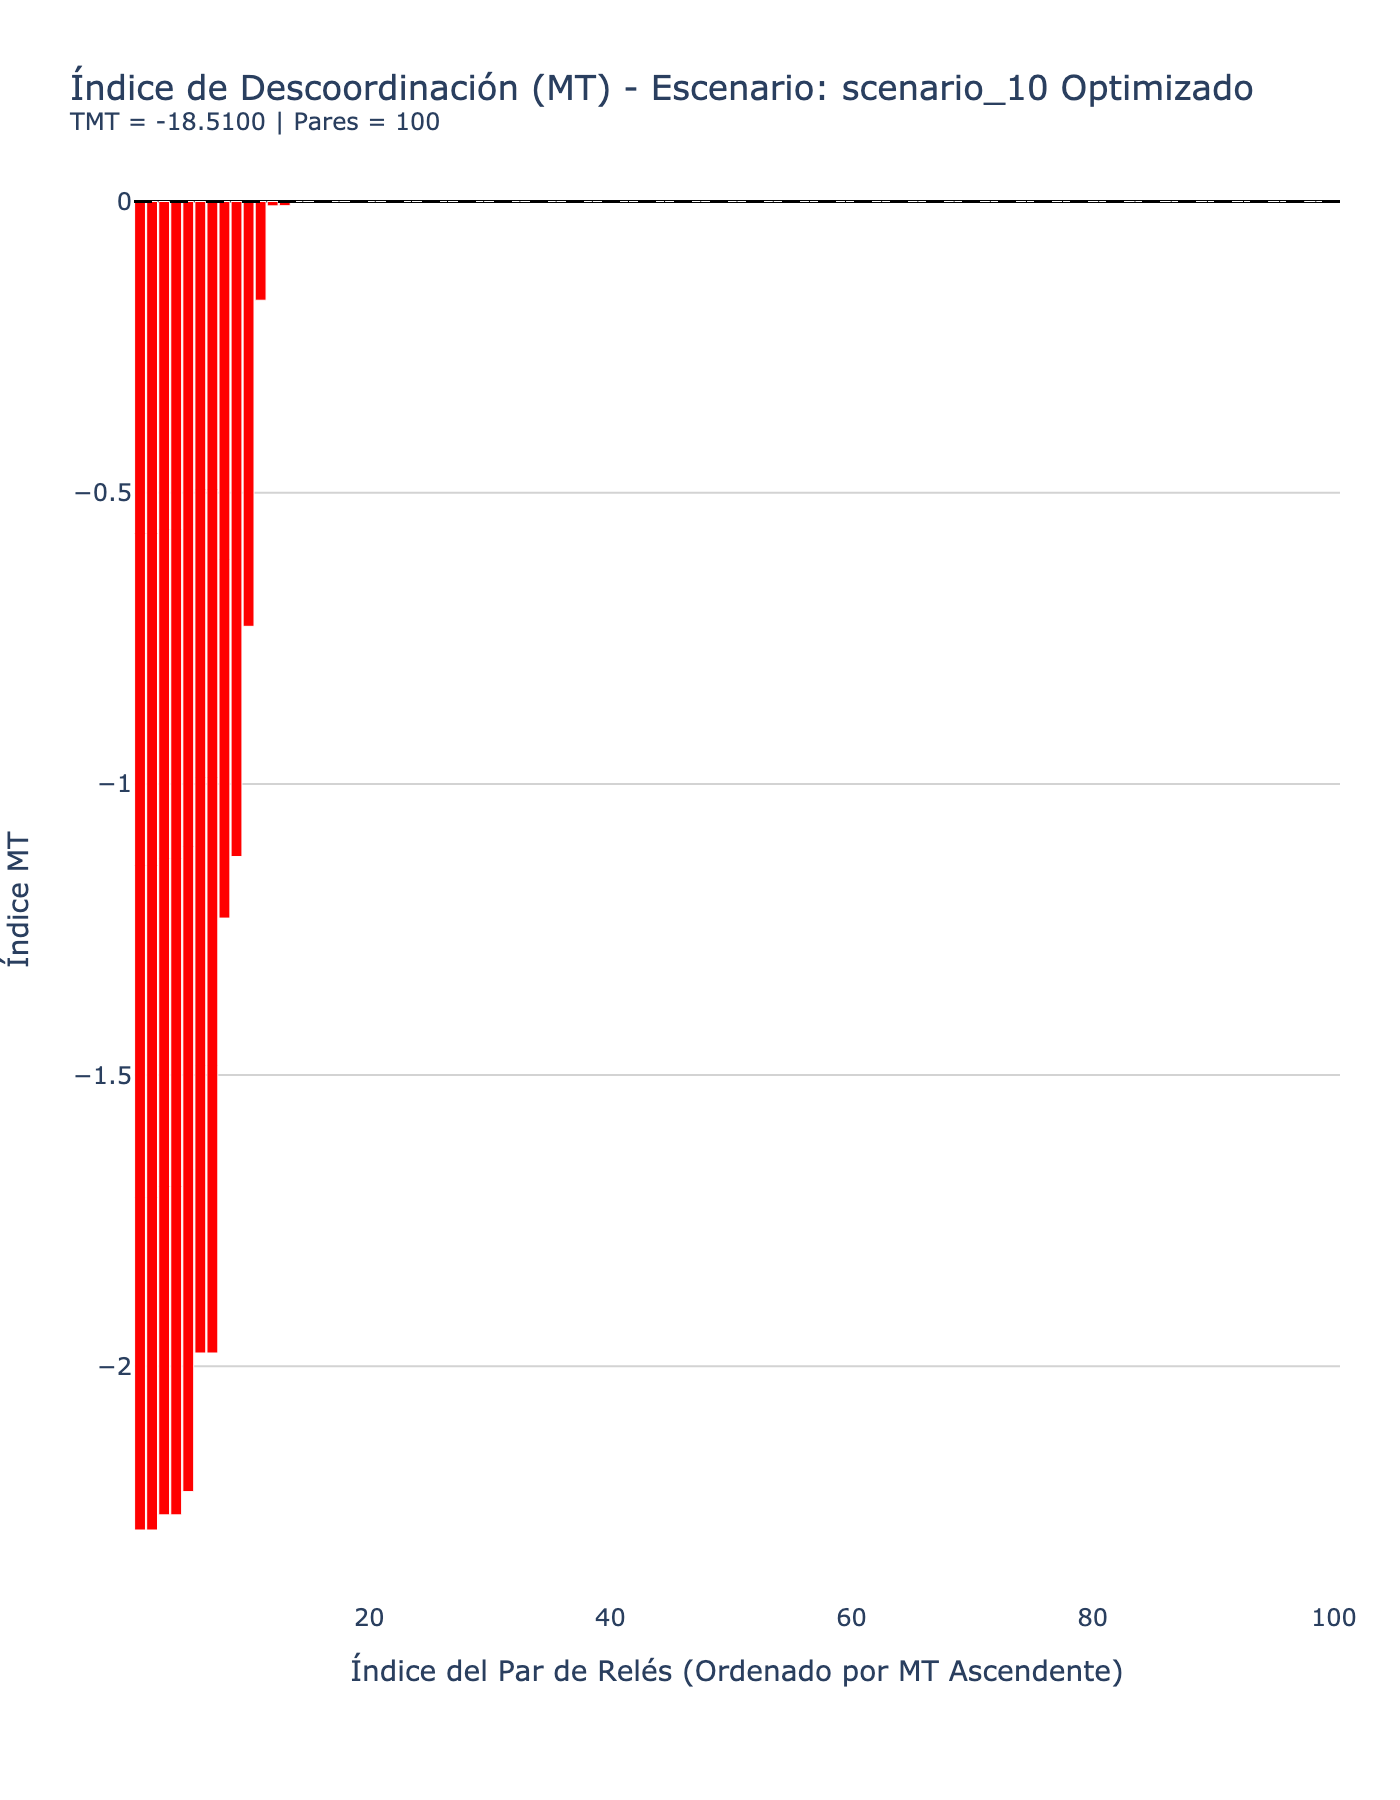 Índice de Descoordinación (MT) - Escenario: scenario_10 Optimizado
TMT = -18.5100 | Pares = 100
0
−0.5
−1
−1.5
−2
Índice MT
20 40 60 80 100
Índice del Par de Relés (Ordenado por MT Ascendente)